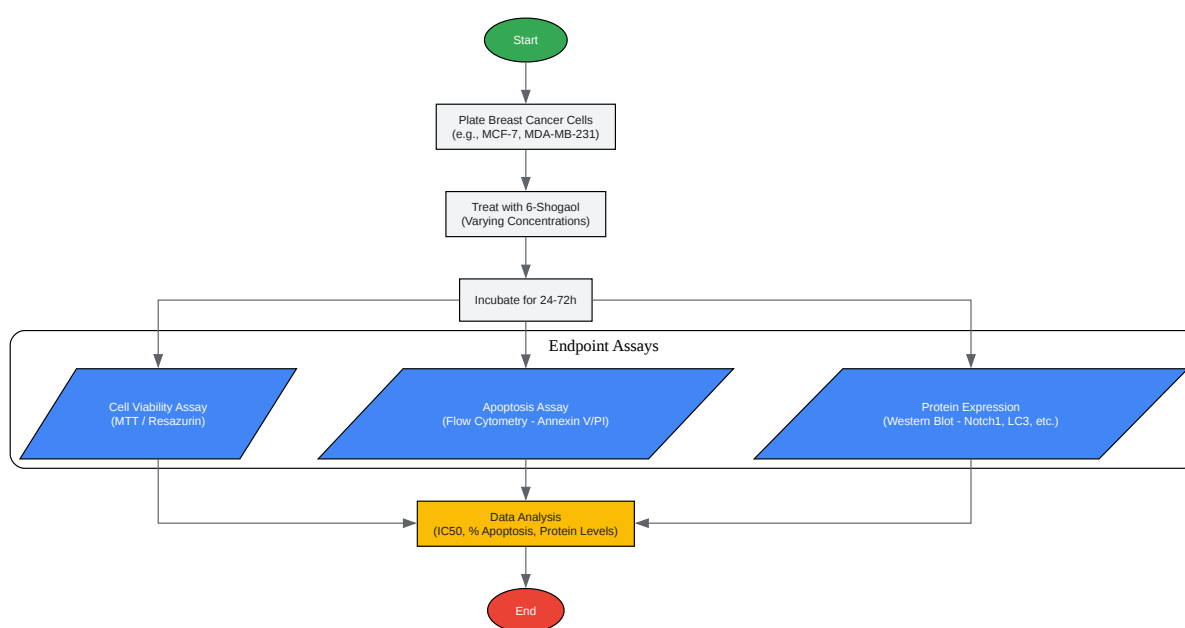 Start
Plate Breast Cancer Cells
(e.g., MCF-7, MDA-MB-231)
Treat with 6-Shogaol
(Varying Concentrations)
Incubate for 24-72h
Endpoint Assays
Cell Viability Assay
(MTT / Resazurin)
Apoptosis Assay
(Flow Cytometry - Annexin V/PI)
Protein Expression
(Western Blot - Notch1, LC3, etc.)
Data Analysis
(IC50, % Apoptosis, Protein Levels)
End